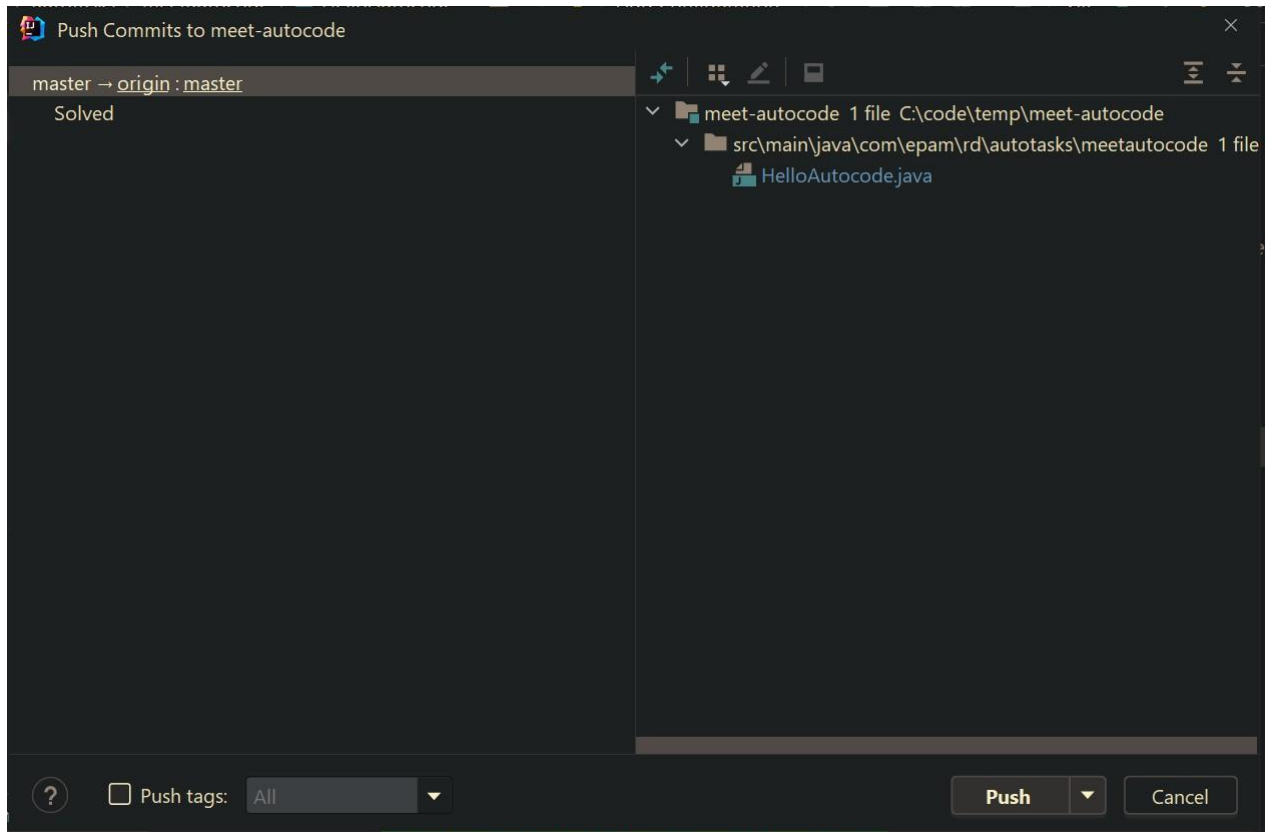 Push Commits to meet-autocode
master → origin : master
Solved
meet-autocode 1 file C:\code\temp\meet-autocode
src\main\java\com\epam\rd\autotasks\meetautocode 1 file
HelloAutocode.java
? Push tags: All
Push
Cancel